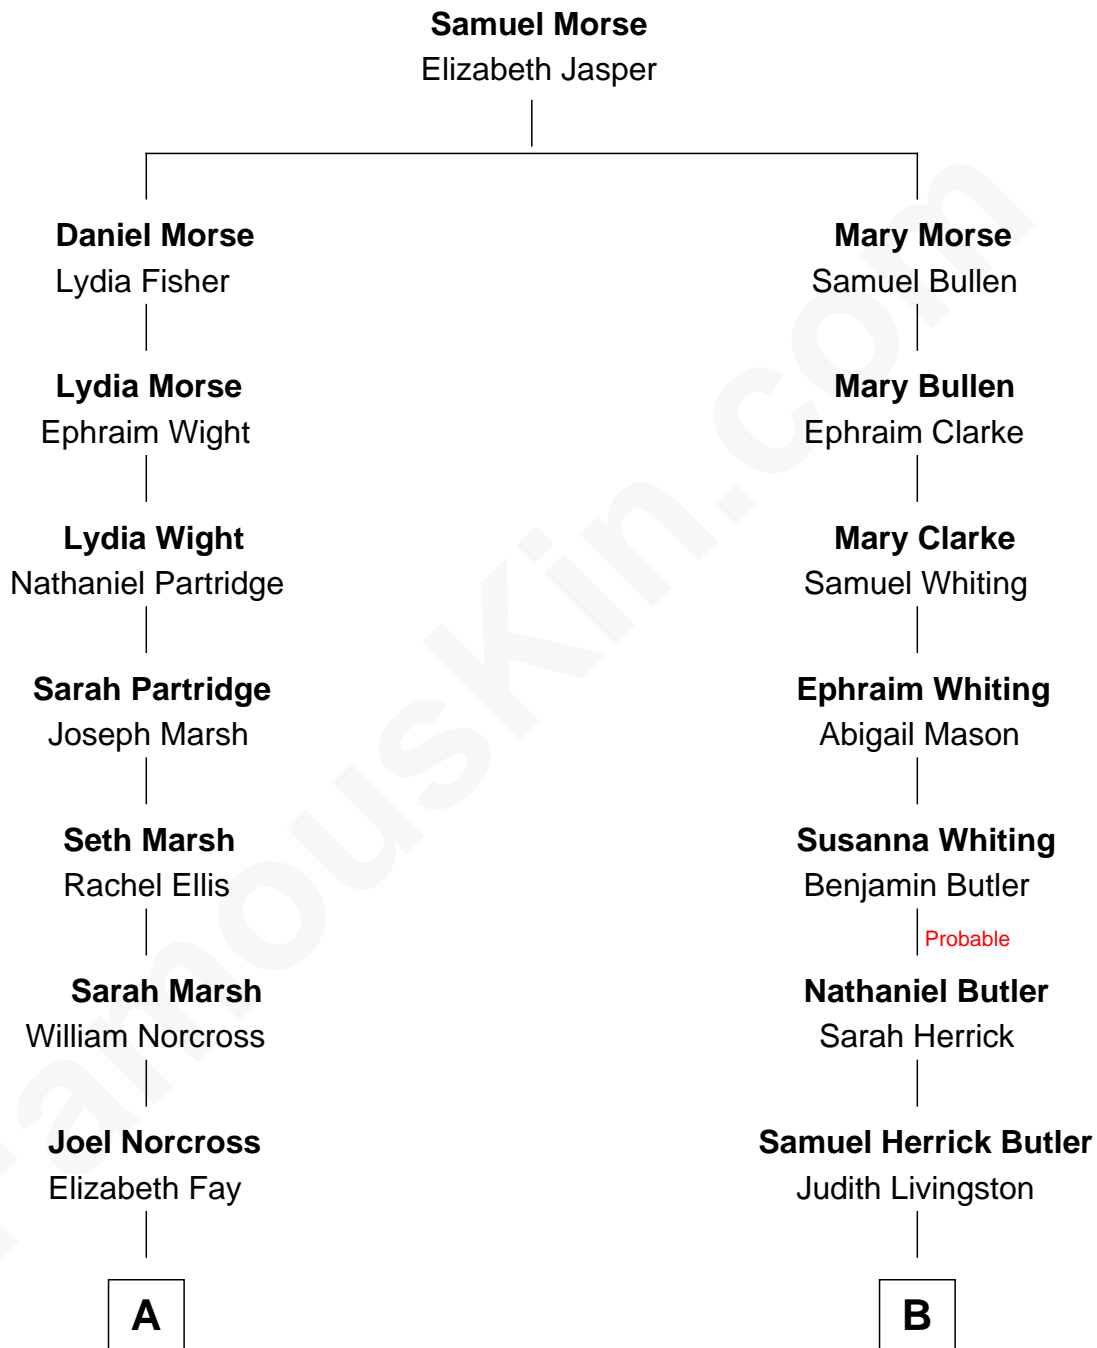 Samuel Morse
Elizabeth Jasper
Daniel Morse
Lydia Fisher
Mary Morse
Samuel Bullen
Lydia Morse
Ephraim Wight
Mary Bullen
Ephraim Clarke
Lydia Wight
Nathaniel Partridge
Mary Clarke
Samuel Whiting
Sarah Partridge
Joseph Marsh
Ephraim Whiting
Abigail Mason
Seth Marsh
Rachel Ellis
Susanna Whiting
Benjamin Butler
Probable
Sarah Marsh
William Norcross
Nathaniel Butler
Sarah Herrick
Joel Norcross
Elizabeth Fay
Samuel Herrick Butler
Judith Livingston
A
B
FamousKin.com